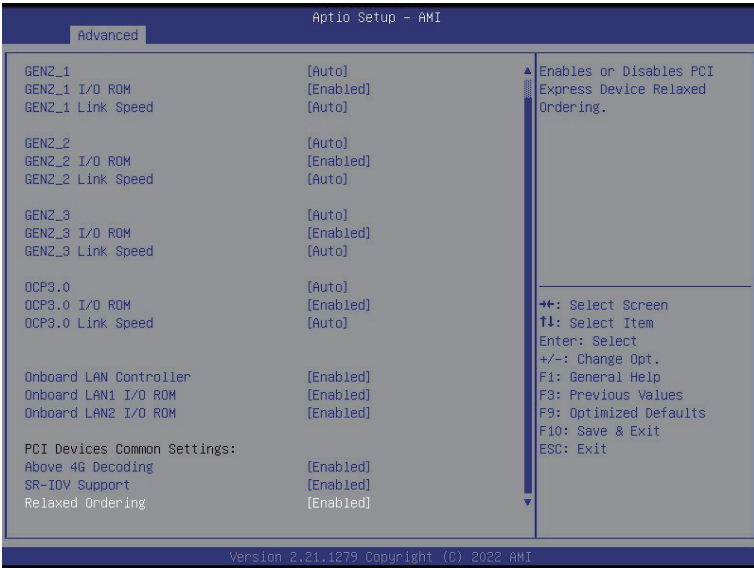 Aptio Setup – AMI
Advanced
GENZ_1 [Auto]
GENZ_1 I/O ROM [Enabled]
GENZ_1 Link Speed [Auto]
GENZ_2 [Auto]
GENZ_2 I/O ROM [Enabled]
GENZ_2 Link Speed [Auto]
GENZ_3 [Auto]
GENZ_3 I/O ROM [Enabled]
GENZ_3 Link Speed [Auto]
OCP3.0 [Auto]
OCP3.0 I/O ROM [Enabled]
OCP3.0 Link Speed [Auto]
Onboard LAN Controller [Enabled]
Onboard LAN1 I/O ROM [Enabled]
Onboard LAN2 I/O ROM [Enabled]
PCI Devices Common Settings:
Above 4G Decoding [Enabled]
SR-IOV Support [Enabled]
Relaxed Ordering [Enabled]
Enables or Disables PCI
Express Device Relaxed
Ordering.
→←: Select Screen
↑↓: Select Item
Enter: Select
+/-: Change Opt.
F1: General Help
F3: Previous Values
F9: Optimized Defaults
F10: Save & Exit
ESC: Exit
Version 2.21.1279 Copyright (C) 2022 AMI